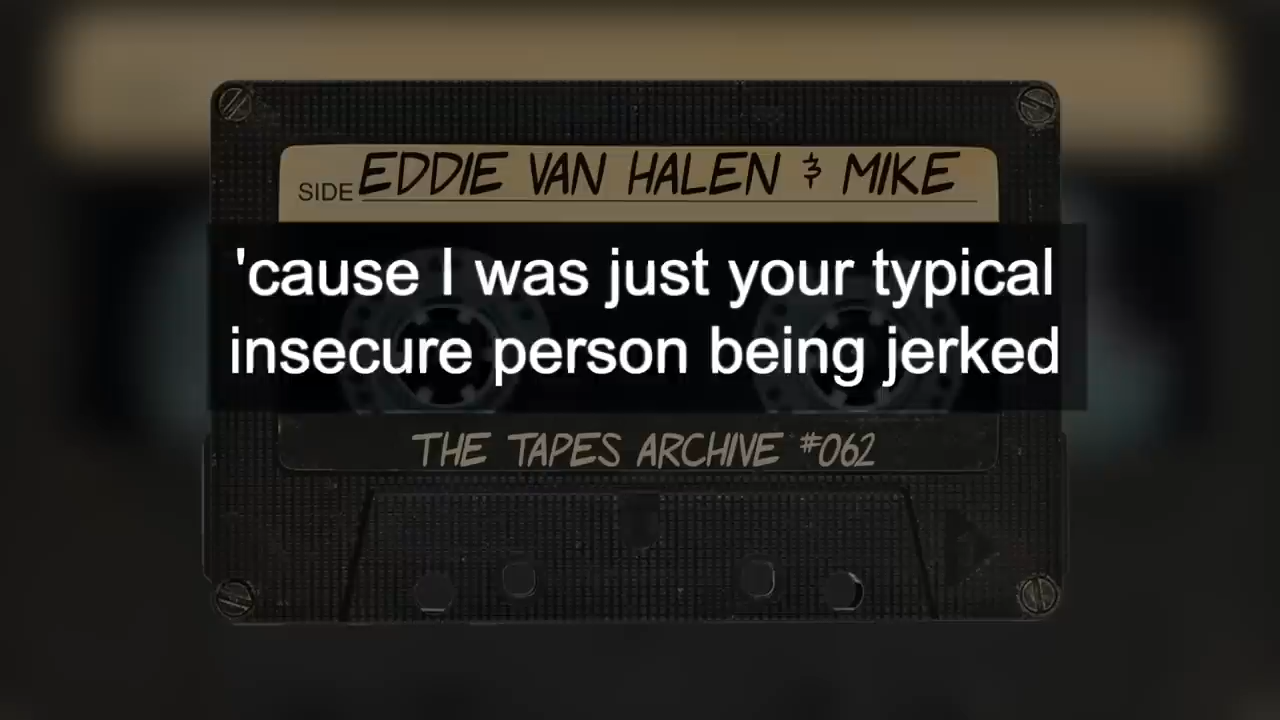 SIDE EDDIE VAN HALEN & MIKE
'cause I was just your typical
insecure person being jerked
THE TAPES ARCHIVE #062